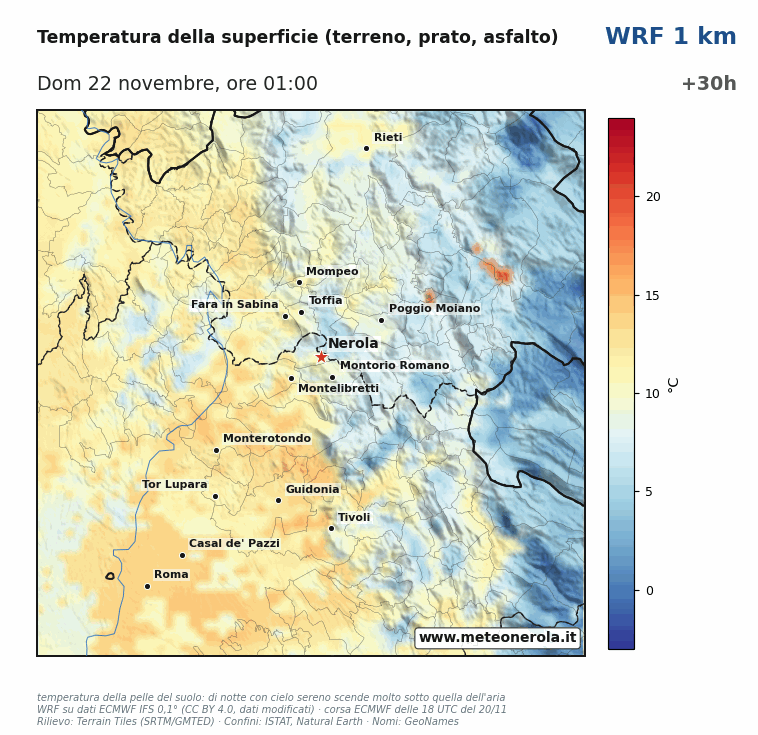 Temperatura della superficie (terreno, prato, asfalto)
WRF 1 km
Dom 22 novembre, ore 01:00
+30h
Rieti
Mompeo
Fara in Sabina
Toffia
Poggio Moiano
Nerola
Montorio Romano
Montelibretti
Monterotondo
Tor Lupara
Guidonia
Tivoli
Casal de' Pazzi
Roma
www.meteonerola.it
20
15
10
5
0
°C
temperatura della pelle del suolo: di notte con cielo sereno scende molto sotto quella dell'aria
WRF su dati ECMWF IFS 0,1° (CC BY 4.0, dati modificati) · corsa ECMWF delle 18 UTC del 20/11
Rilievo: Terrain Tiles (SRTM/GMTED) · Confini: ISTAT, Natural Earth · Nomi: GeoNames